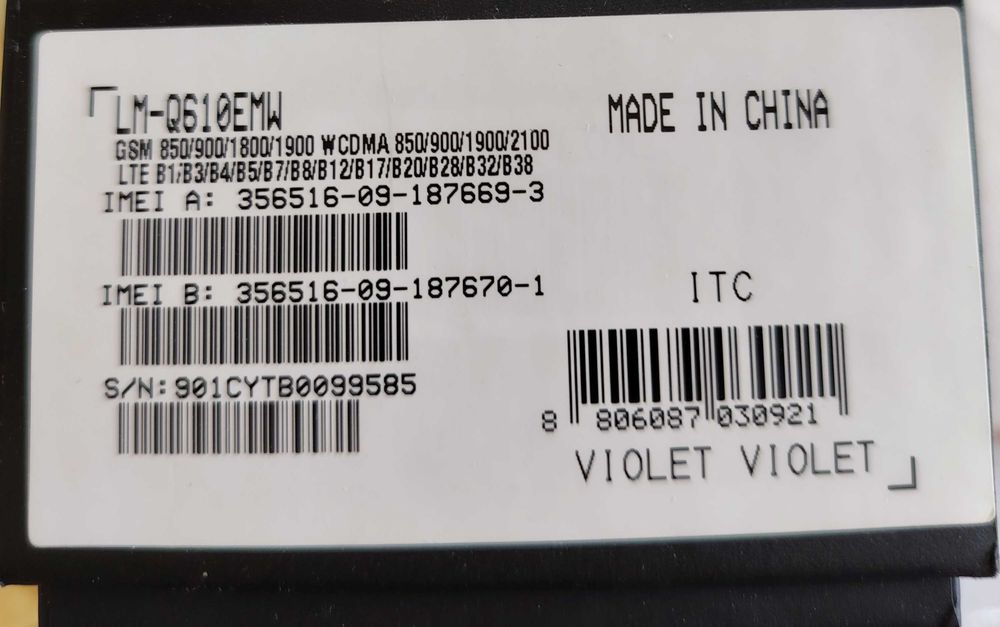 LM-Q610EMW
GSM 850/900/1800/1900 WCDMA 850/900/1900/2100
LTE B1/B3/B4/B5/B7/B8/B12/B17/B20/B28/B32/B38
IMEI A: 356516-09-187669-3
IMEI B: 356516-09-187670-1
S/N:901CYTB0099585
MADE IN CHINA
ITC
8 806087 030921
VIOLET VIOLET